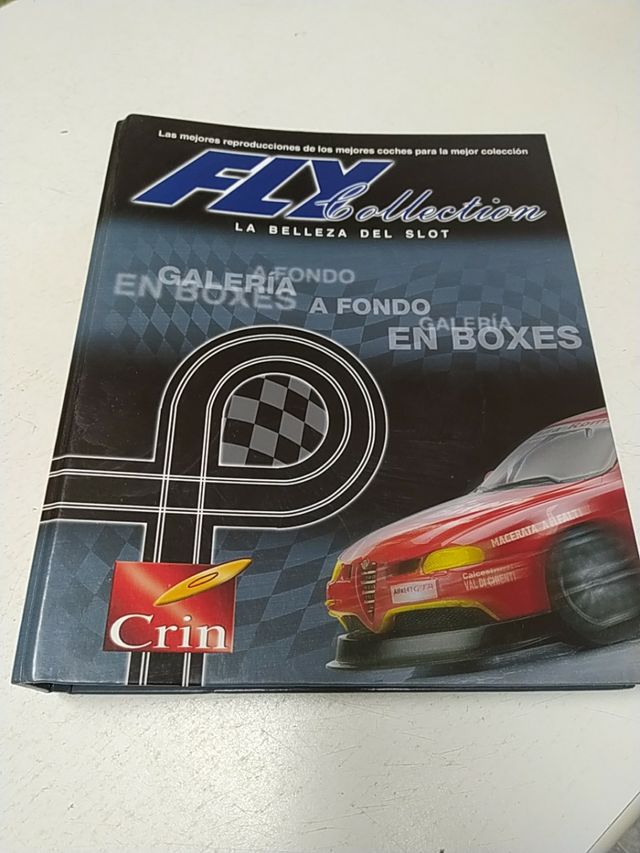 Las mejores reproducciones de los mejores coches para la mejor colección
FLY Collection
LA BELLEZA DEL SLOT
A FONDO
GALERÍA
EN BOXES
A FONDO
GALERÍA
EN BOXES
MACERATA
VAL DI CHIENTI
Crin